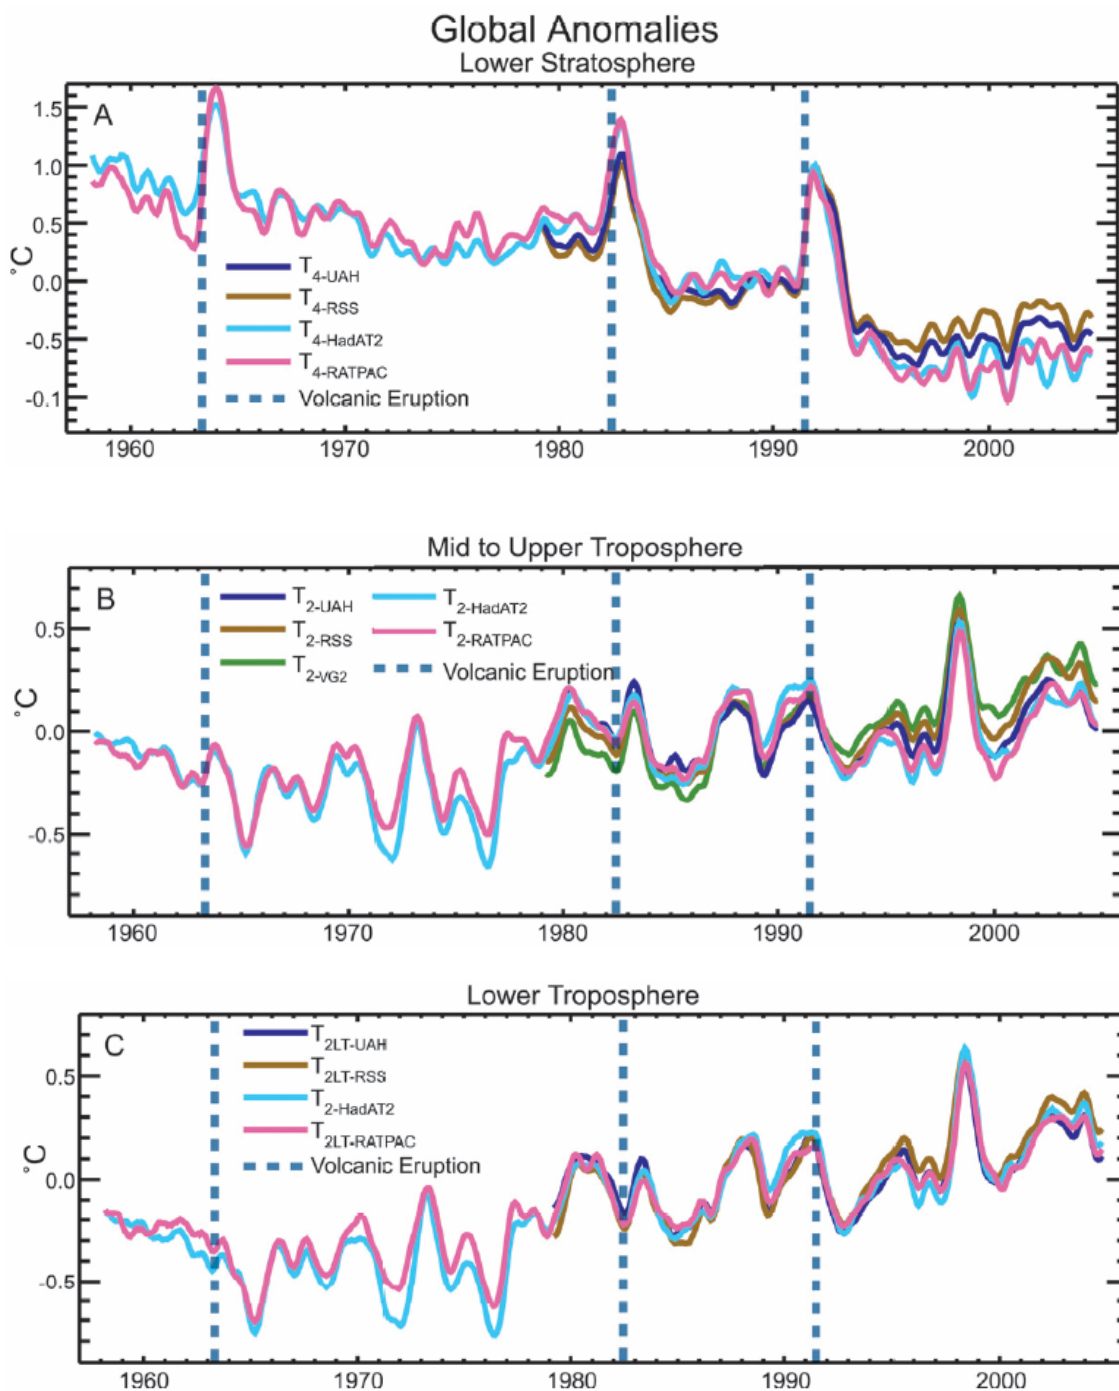 Global Anomalies
Lower Stratosphere
A
1.5
1.0
0.5
0.0
-0.5
-0.1
°C
T4-UAH
T4-RSS
T4-HadAT2
T4-RATPAC
Volcanic Eruption
1960 1970 1980 1990 2000
Mid to Upper Troposphere
B
0.5
0.0
-0.5
°C
T2-UAH T2-HadAT2
T2-RSS T2-RATPAC
T2-VG2 Volcanic Eruption
1960 1970 1980 1990 2000
Lower Troposphere
C
0.5
0.0
-0.5
°C
T2LT-UAH
T2LT-RSS
T2-HadAT2
T2LT-RATPAC
Volcanic Eruption
1960 1970 1980 1990 2000